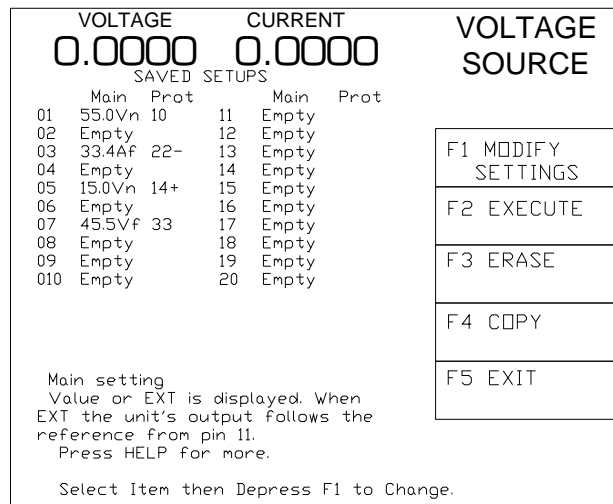 VOLTAGE CURRENT
0.0000 0.0000
VOLTAGE
SOURCE
SAVED SETUPS
Main Prot Main Prot
01 55.0Vn 10 11 Empty
02 Empty 12 Empty
03 33.4Af 22- 13 Empty
04 Empty 14 Empty
05 15.0Vn 14+ 15 Empty
06 Empty 16 Empty
07 45.5Vf 33 17 Empty
08 Empty 18 Empty
09 Empty 19 Empty
010 Empty 20 Empty
F1 MODIFY
SETTINGS
F2 EXECUTE
F3 ERASE
F4 COPY
F5 EXIT
Main setting
Value or EXT is displayed. When
EXT the unit's output follows the
reference from pin 11.
Press HELP for more.
Select Item then Depress F1 to Change.